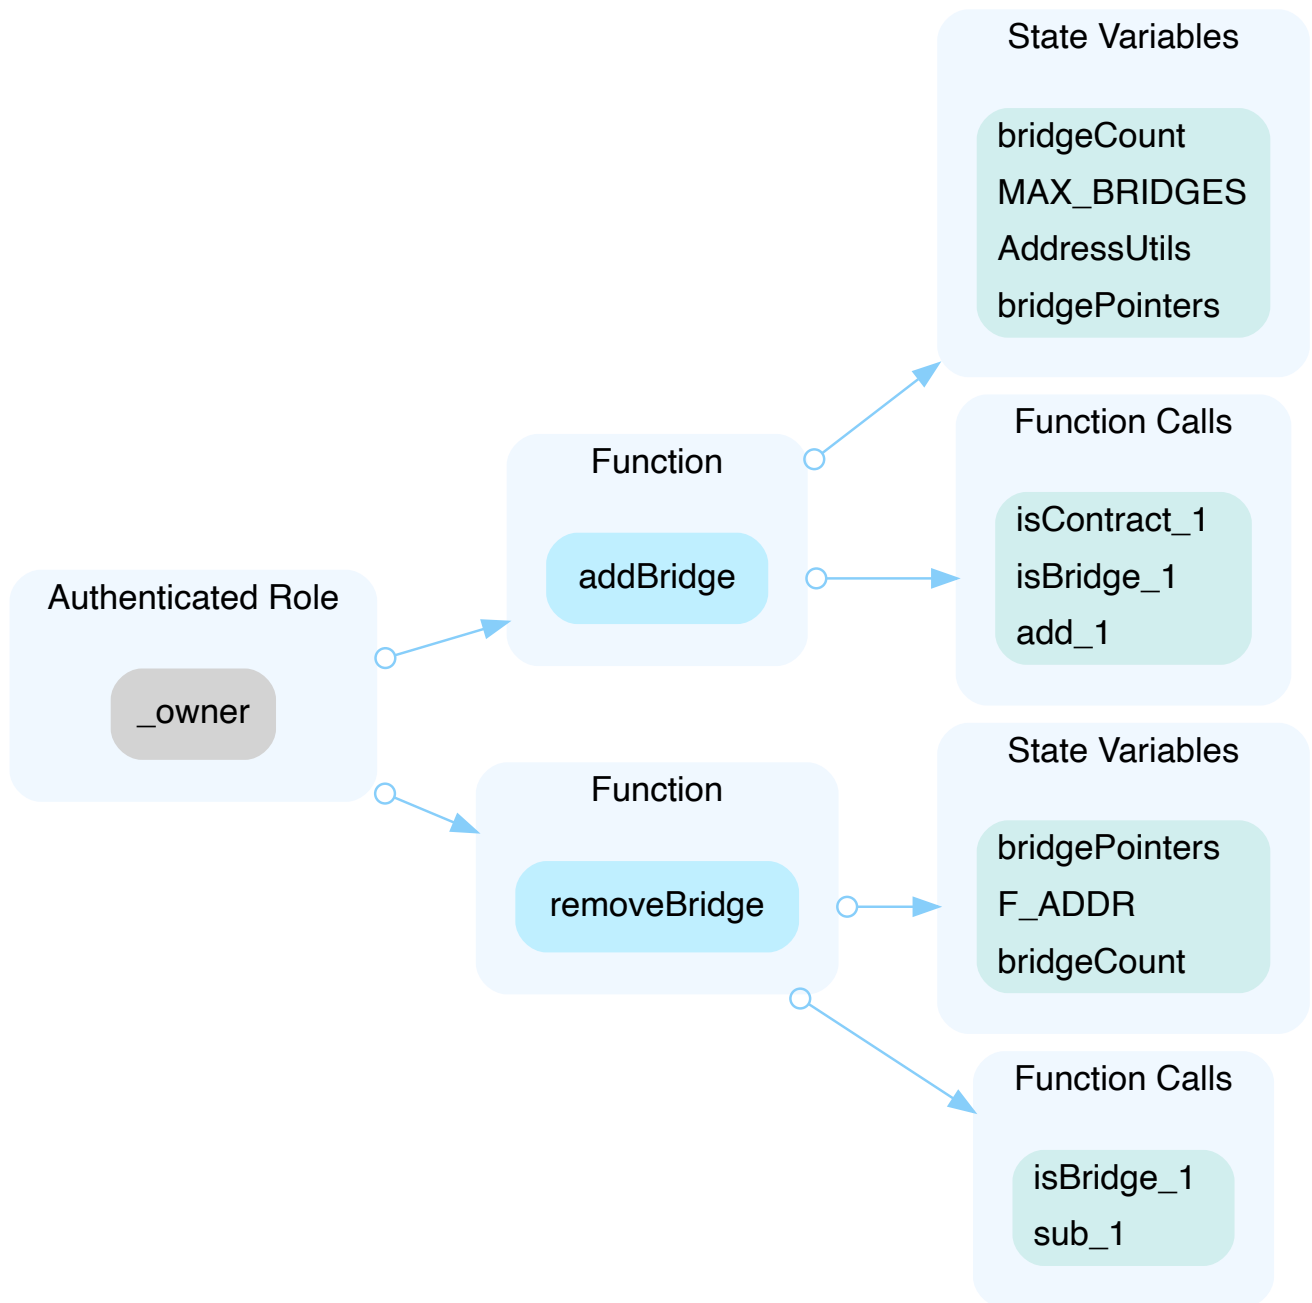 Authenticated Role
_owner
Function
addBridge
State Variables
bridgeCount
MAX_BRIDGES
AddressUtils
bridgePointers
Function Calls
isContract_1
isBridge_1
add_1
Function
removeBridge
State Variables
bridgePointers
F_ADDR
bridgeCount
Function Calls
isBridge_1
sub_1